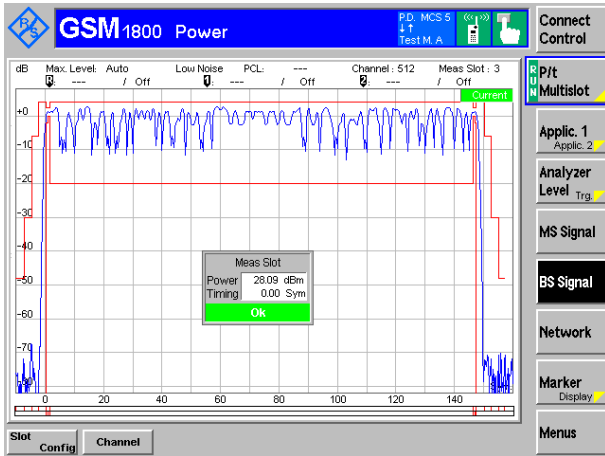 R S
GSM 1800 Power
P.D. MCS 5
Test M. A
Connect Control
dB Max. Level: Auto Low Noise PCL: --- Channel : 512 Meas Slot : 3
--- / Off --- / Off --- / Off
Current
+0
-10
-20
-30
-40
-50
-60
-70
0 20 40 60 80 100 120 140
Meas Slot
Power 28.09 dBm
Timing 0.00 Sym
Ok
RUN
P/t Multislot
Applic. 1
Applic. 2
Analyzer
Level Trg.
MS Signal
BS Signal
Network
Marker
Display
Menus
Slot Config
Channel